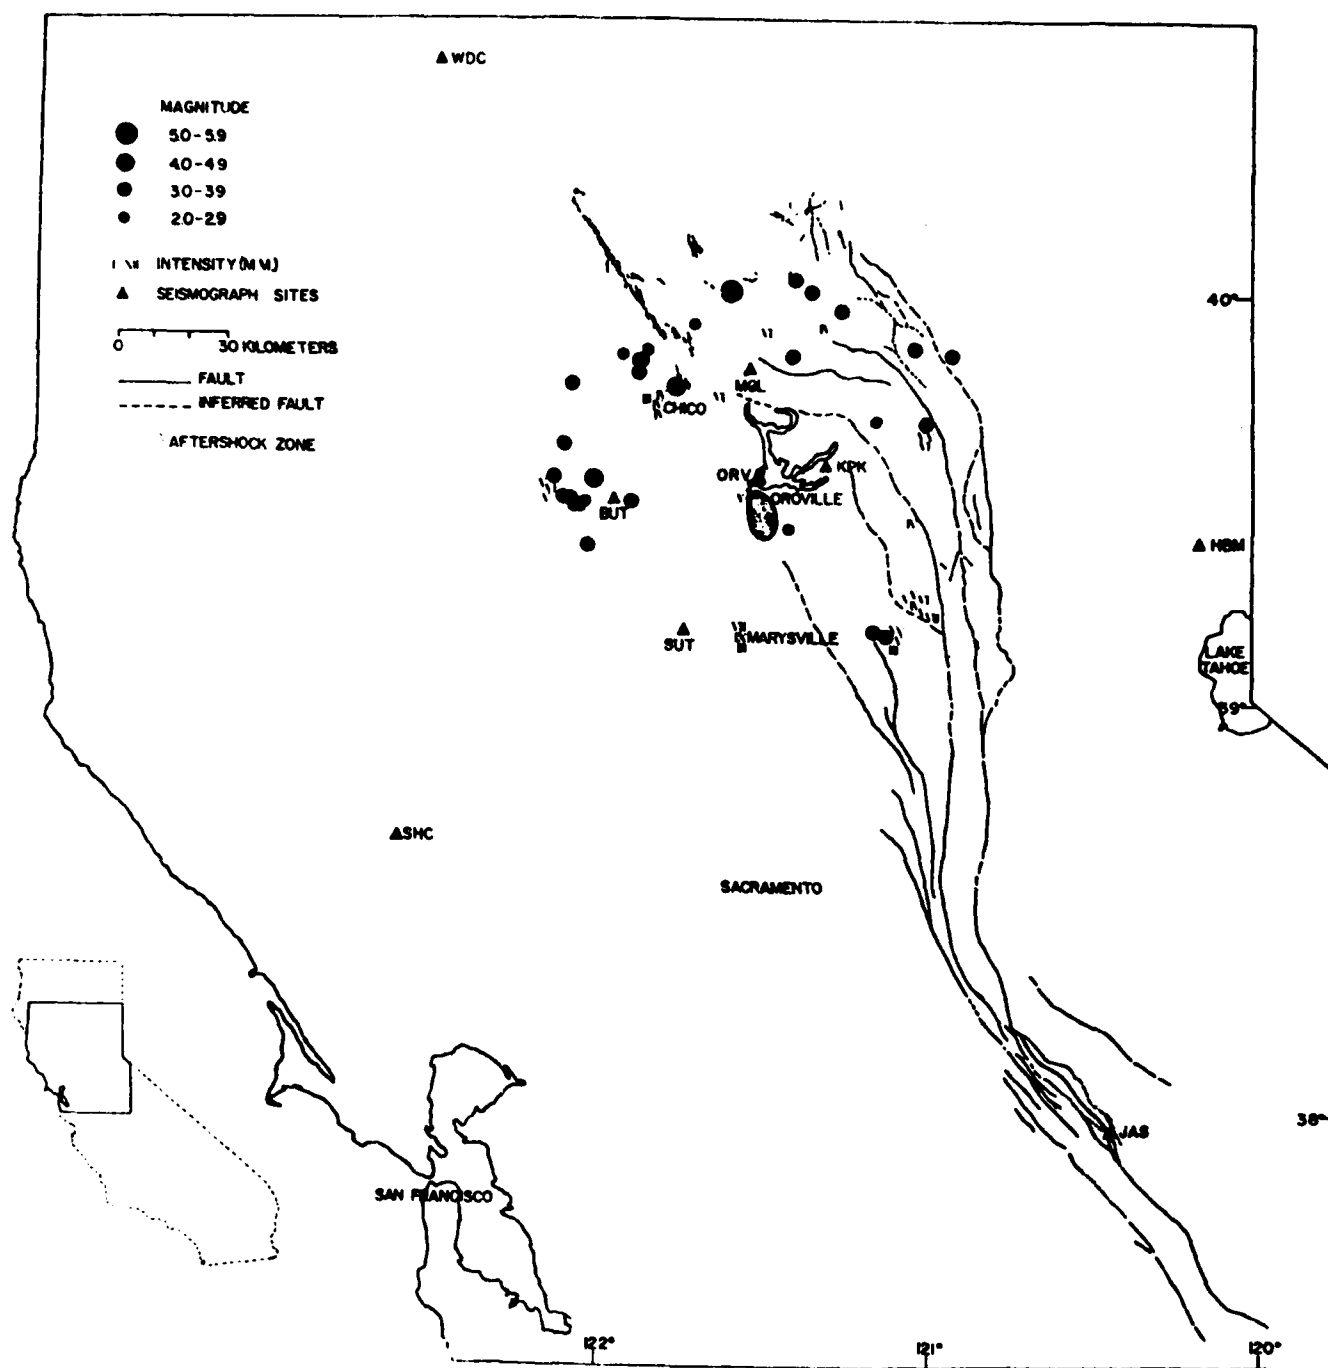 WDC
MAGNITUDE
5.0-5.9
4.0-4.9
3.0-3.9
2.0-2.9
INTENSITY (M M.)
SEISMOGRAPH SITES
0 30 KILOMETERS
FAULT
INFERRED FAULT
AFTERSHOCK ZONE
40°
MGL
CHICO
ORV
KPK
OROVILLE
BUT
HBM
SUT
MARYSVILLE
LAKE
TAHOE
39°
SHC
SACRAMENTO
38°
JAS
SAN FRANCISCO
122°
121°
120°